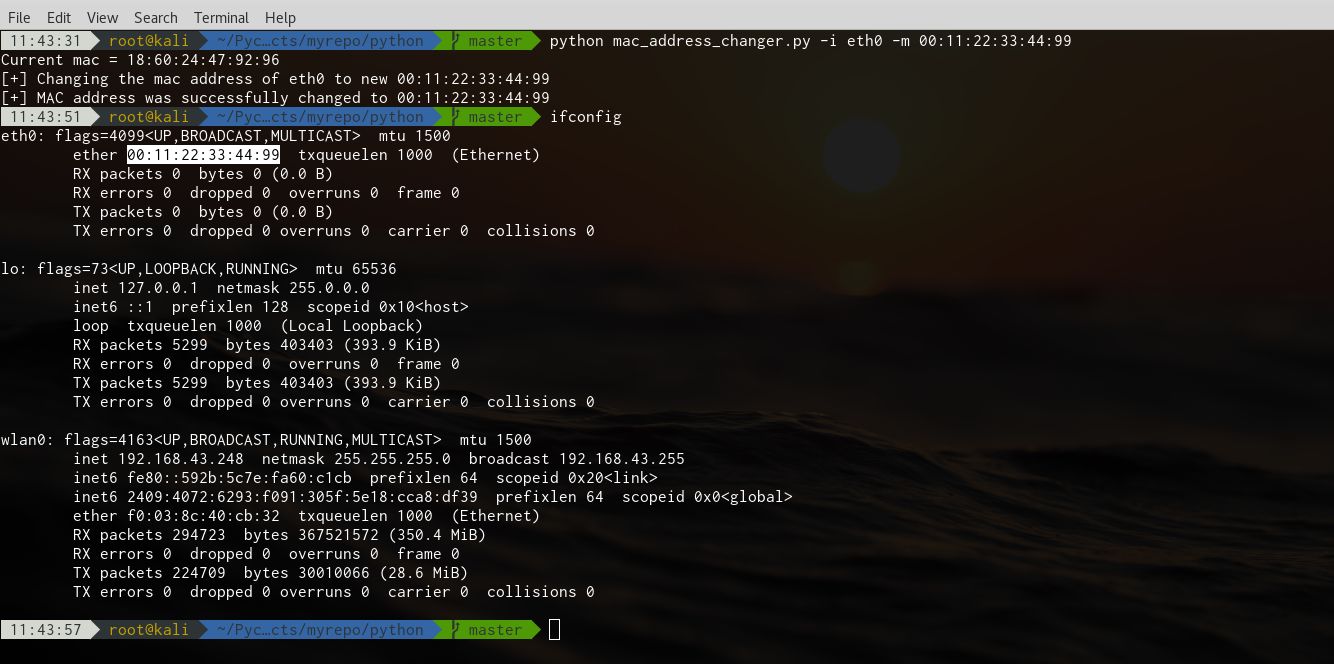 File Edit View Search Terminal Help
11:43:31 root@kali ~/Pyc…cts/myrepo/python master python mac_address_changer.py -i eth0 -m 00:11:22:33:44:99
Current mac = 18:60:24:47:92:96
[+] Changing the mac address of eth0 to new 00:11:22:33:44:99
[+] MAC address was successfully changed to 00:11:22:33:44:99
11:43:51 root@kali ~/Pyc…cts/myrepo/python master ifconfig
eth0: flags=4099<UP,BROADCAST,MULTICAST>  mtu 1500
        ether 00:11:22:33:44:99  txqueuelen 1000  (Ethernet)
        RX packets 0  bytes 0 (0.0 B)
        RX errors 0  dropped 0  overruns 0  frame 0
        TX packets 0  bytes 0 (0.0 B)
        TX errors 0  dropped 0 overruns 0  carrier 0  collisions 0
lo: flags=73<UP,LOOPBACK,RUNNING>  mtu 65536
        inet 127.0.0.1  netmask 255.0.0.0
        inet6 ::1  prefixlen 128  scopeid 0x10<host>
        loop  txqueuelen 1000  (Local Loopback)
        RX packets 5299  bytes 403403 (393.9 KiB)
        RX errors 0  dropped 0  overruns 0  frame 0
        TX packets 5299  bytes 403403 (393.9 KiB)
        TX errors 0  dropped 0 overruns 0  carrier 0  collisions 0
wlan0: flags=4163<UP,BROADCAST,RUNNING,MULTICAST>  mtu 1500
        inet 192.168.43.248  netmask 255.255.255.0  broadcast 192.168.43.255
        inet6 fe80::592b:5c7e:fa60:c1cb  prefixlen 64  scopeid 0x20<link>
        inet6 2409:4072:6293:f091:305f:5e18:cca8:df39  prefixlen 64  scopeid 0x0<global>
        ether f0:03:8c:40:cb:32  txqueuelen 1000  (Ethernet)
        RX packets 294723  bytes 367521572 (350.4 MiB)
        RX errors 0  dropped 0  overruns 0  frame 0
        TX packets 224709  bytes 30010066 (28.6 MiB)
        TX errors 0  dropped 0 overruns 0  carrier 0  collisions 0
11:43:57 root@kali ~/Pyc…cts/myrepo/python master